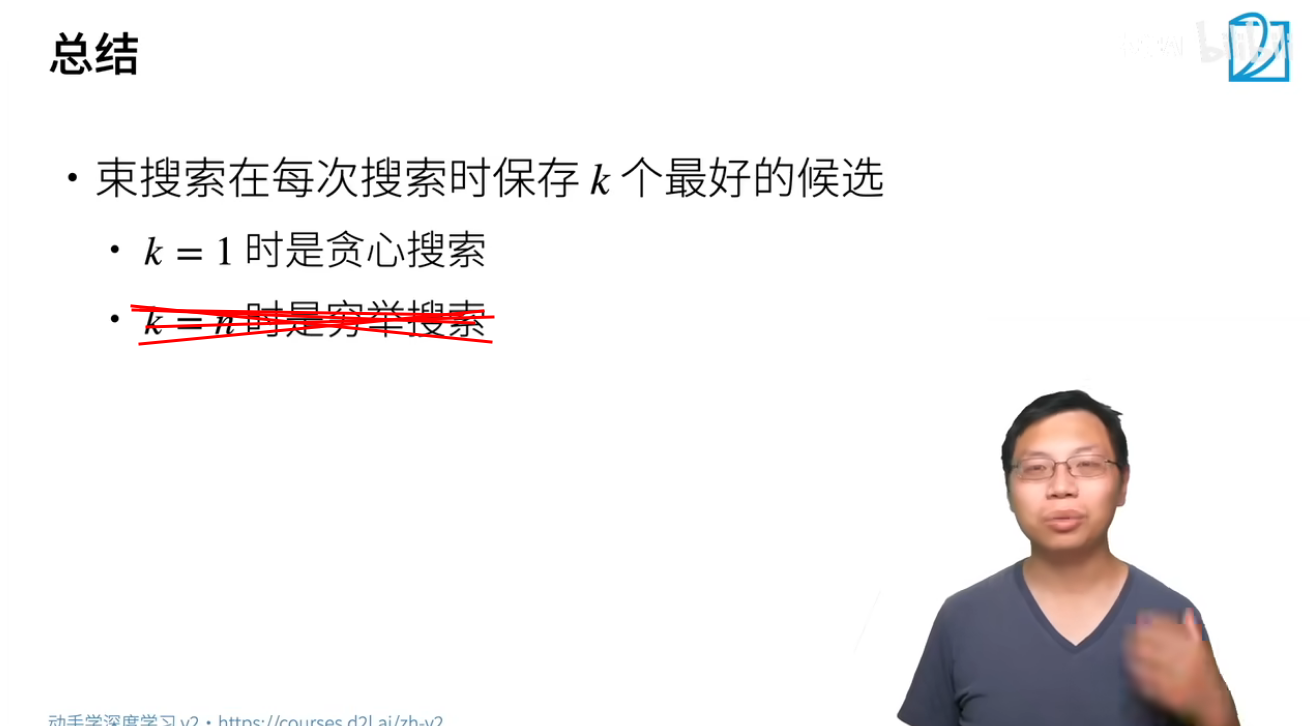 总结
• 束搜索在每次搜索时保存 k 个最好的候选
• k = 1 时是贪心搜索
• k = n 时是穷举搜索
动手学深度学习 v2 • https://courses.d2l.ai/zh-v2